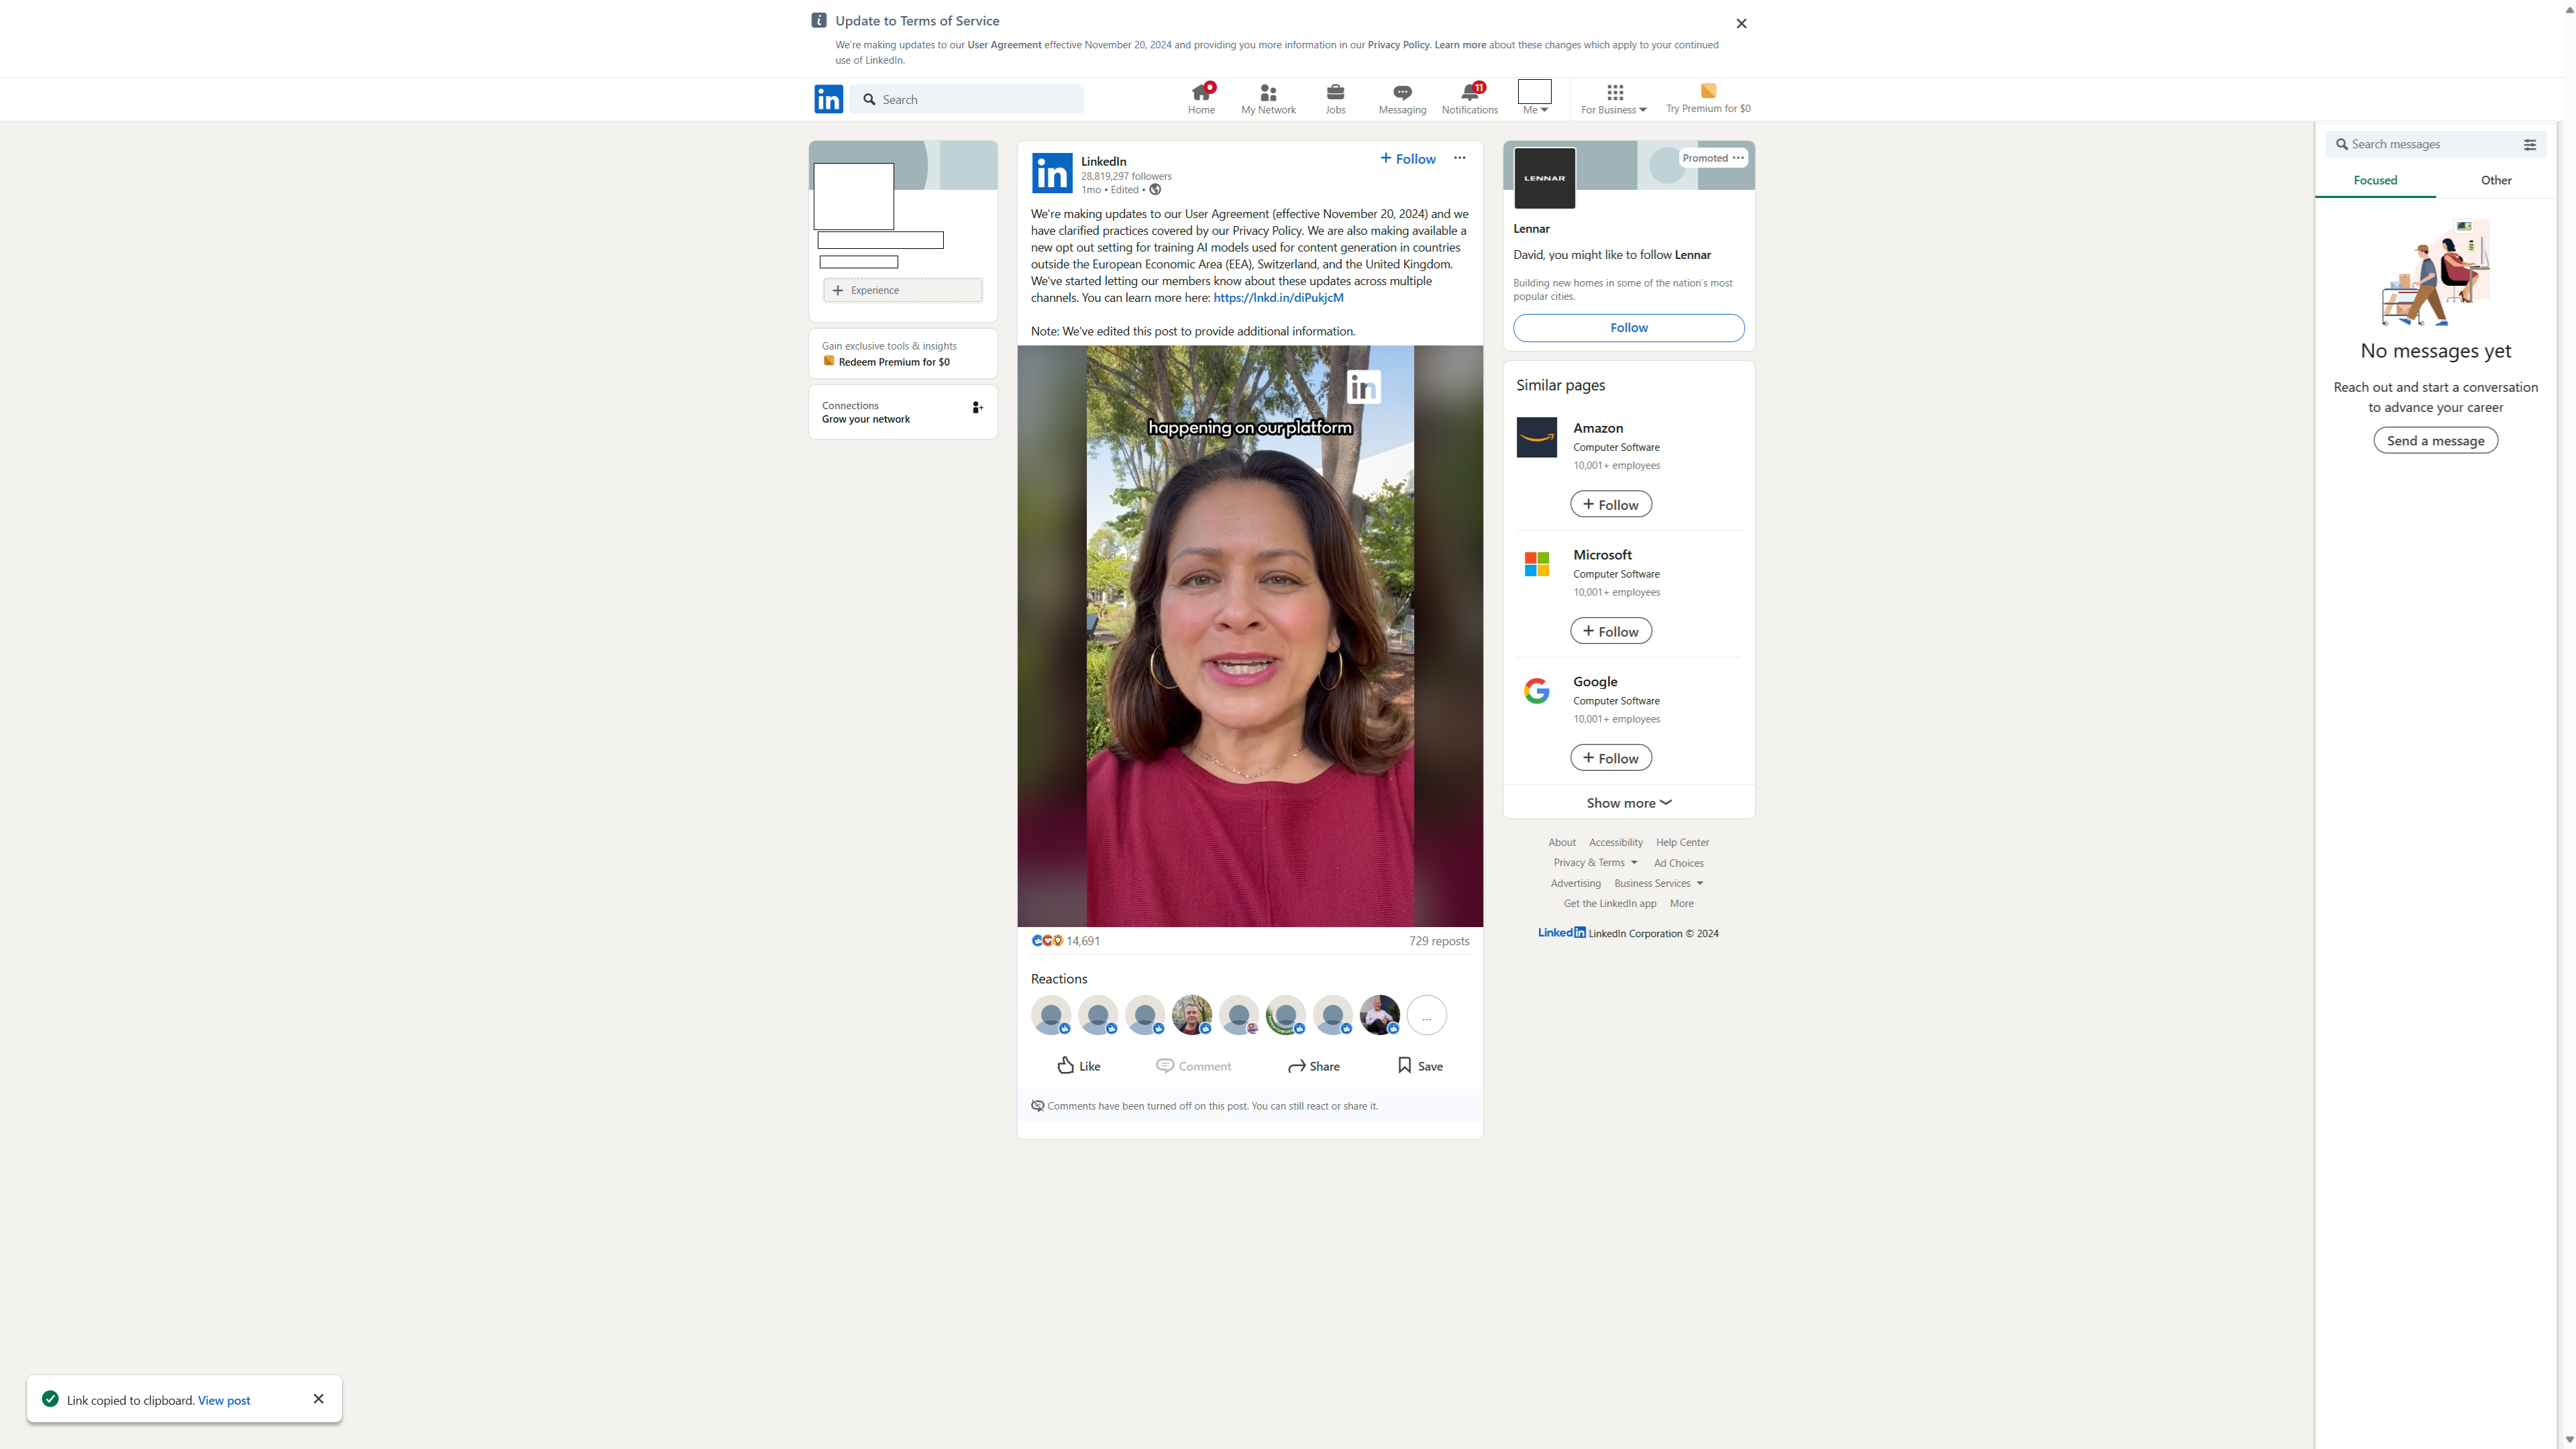 Update to Terms of Service
We're making updates to our User Agreement effective November 20, 2024 and providing you more information in our Privacy Policy. Learn more about these changes which apply to your continued
use of LinkedIn.
in
Search
Home
My Network
Jobs
Messaging
11
Notifications
Me
For Business
Try Premium for $0
Experience
Gain exclusive tools & insights
Redeem Premium for $0
Connections
Grow your network
in
LinkedIn
28,819,297 followers
1mo • Edited •
+ Follow
We're making updates to our User Agreement (effective November 20, 2024) and we
have clarified practices covered by our Privacy Policy. We are also making available a
new opt out setting for training AI models used for content generation in countries
outside the European Economic Area (EEA), Switzerland, and the United Kingdom.
We've started letting our members know about these updates across multiple
channels. You can learn more here: https://lnkd.in/diPukjcM
Note: We've edited this post to provide additional information.
in
happening on our platform
14,691
729 reposts
Reactions
...
Like
Comment
Share
Save
Comments have been turned off on this post. You can still react or share it.
Promoted
LENNAR
Lennar
David, you might like to follow Lennar
Building new homes in some of the nation's most
popular cities.
Follow
Similar pages
Amazon
Computer Software
10,001+ employees
+ Follow
Microsoft
Computer Software
10,001+ employees
+ Follow
Google
Computer Software
10,001+ employees
+ Follow
Show more
About Accessibility Help Center
Privacy & Terms Ad Choices
Advertising Business Services
Get the LinkedIn app More
LinkedIn LinkedIn Corporation © 2024
Search messages
Focused
Other
No messages yet
Reach out and start a conversation
to advance your career
Send a message
Link copied to clipboard. View post